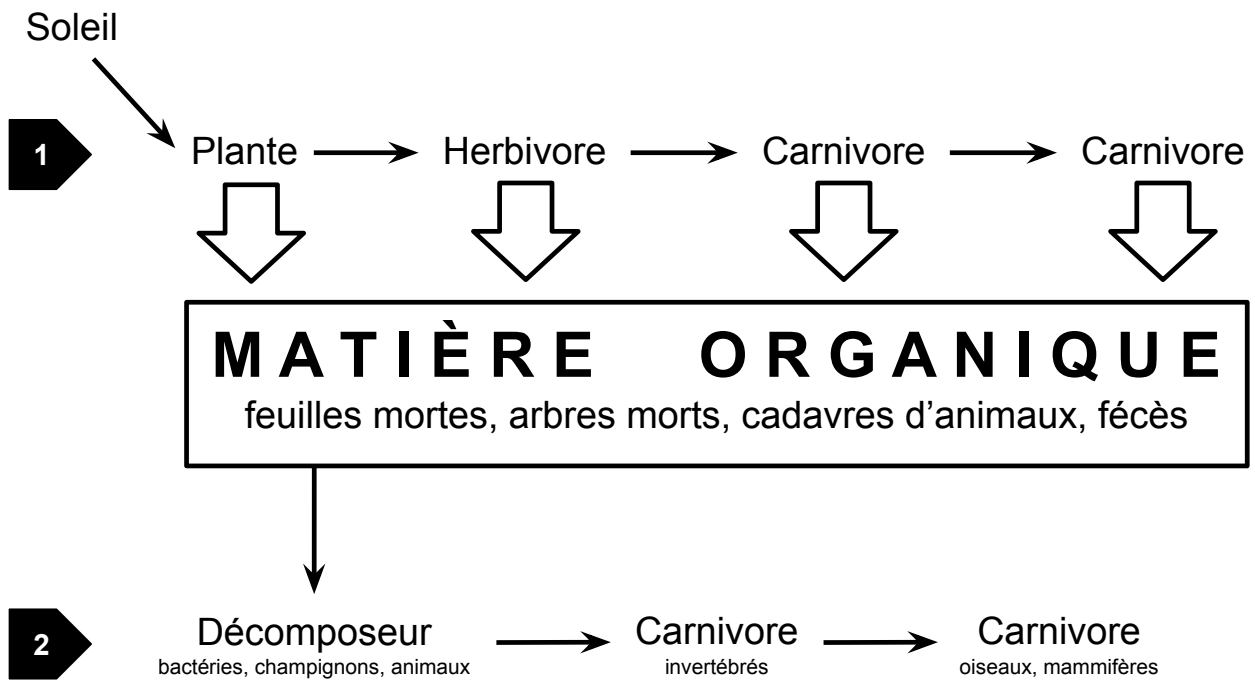 Soleil
1
Plante Herbivore Carnivore Carnivore
MATIÈRE ORGANIQUE
feuilles mortes, arbres morts, cadavres d’animaux, fécès
2
Décomposeur Carnivore Carnivore
bactéries, champignons, animaux invertébrés oiseaux, mammifères